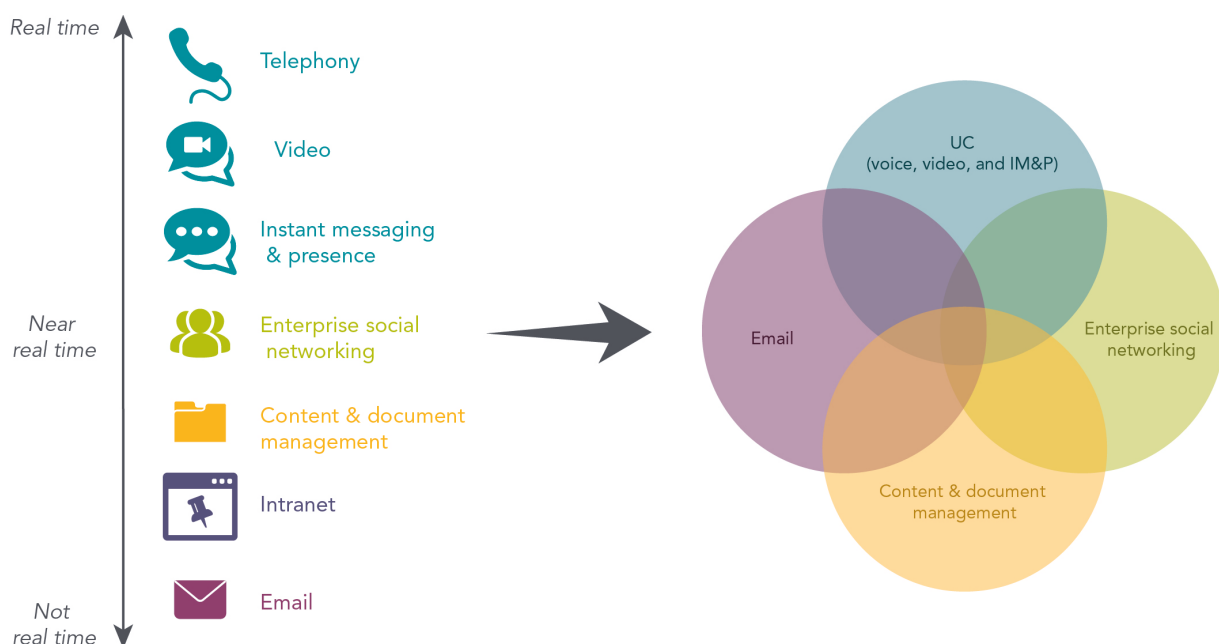 Real time
Telephony
Video
Instant messaging
& presence
Near
real time
Enterprise social
networking
Content & document
management
Intranet
Not
real time
Email
UC
(voice, video, and IM&P)
Email
Enterprise social
networking
Content & document
management